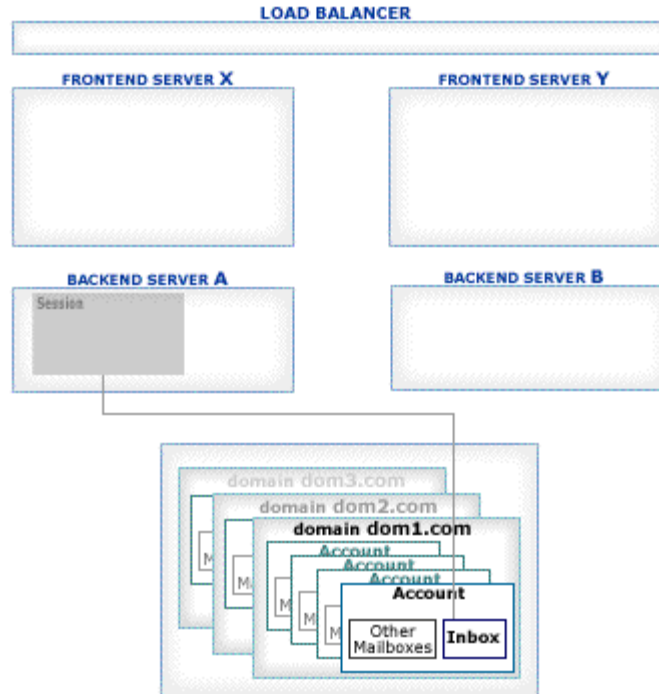 LOAD BALANCER
FRONTEND SERVER X
FRONTEND SERVER Y
BACKEND SERVER A
BACKEND SERVER B
Session
domain dom3.com
domain dom2.com
domain dom1.com
Account
Account
Account
Account
M
M
M
M
M
Other
Mailboxes
Inbox